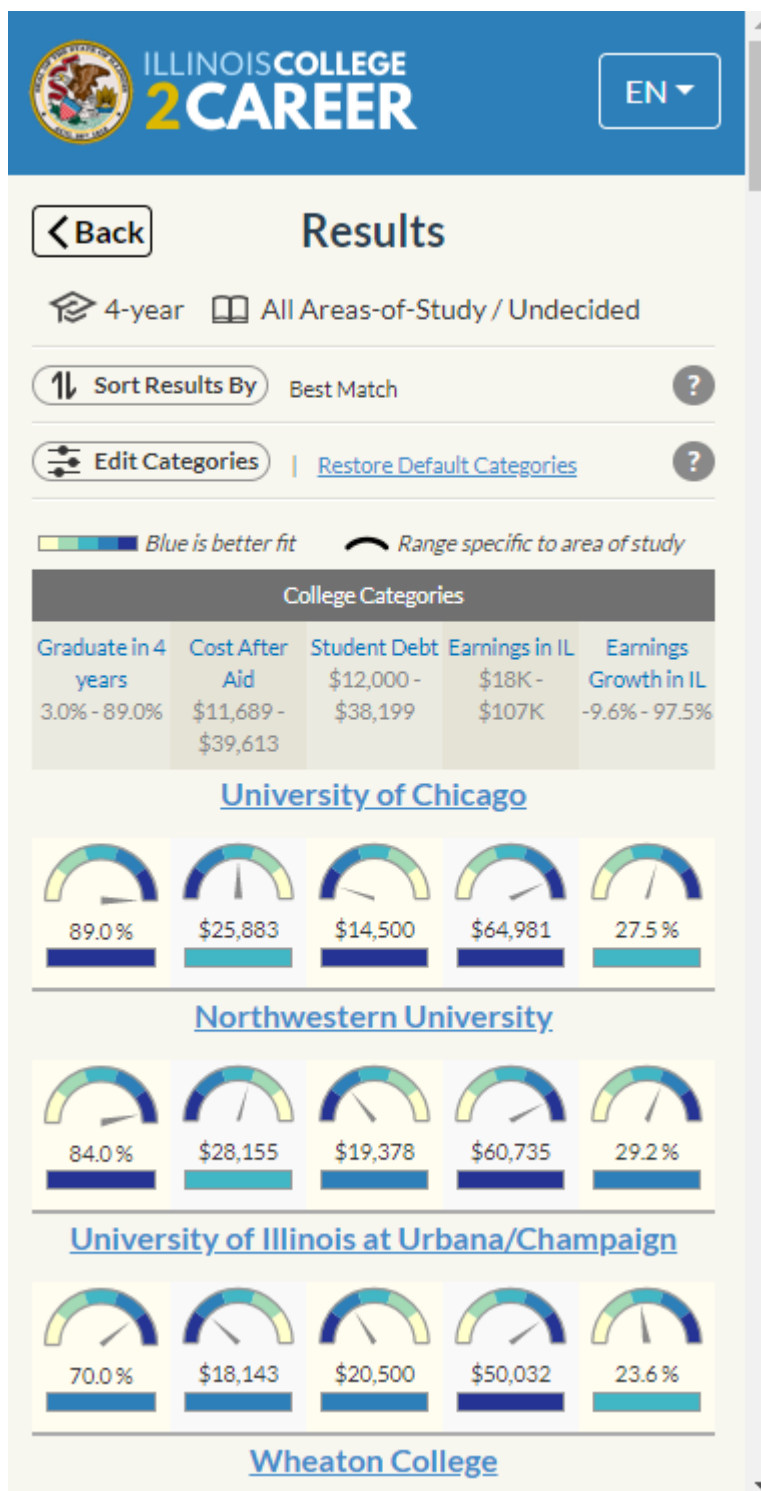 ILLINOISCOLLEGE
2CAREER
EN
Back
Results
4-year All Areas-of-Study / Undecided
Sort Results By Best Match ?
Edit Categories | Restore Default Categories ?
Blue is better fit Range specific to area of study
College Categories
Graduate in 4 years 3.0% - 89.0%
Cost After Aid $11,689 - $39,613
Student Debt $12,000 - $38,199
Earnings in IL $18K - $107K
Earnings Growth in IL -9.6% - 97.5%
University of Chicago
89.0% $25,883 $14,500 $64,981 27.5%
Northwestern University
84.0% $28,155 $19,378 $60,735 29.2%
University of Illinois at Urbana/Champaign
70.0% $18,143 $20,500 $50,032 23.6%
Wheaton College